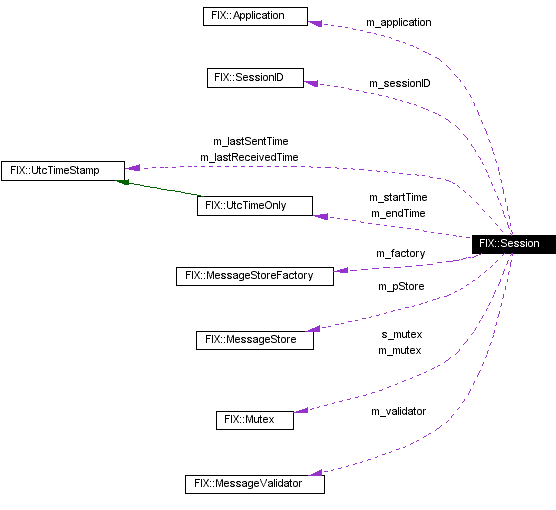 FIX::Application
m_application
FIX::SessionID
m_sessionID
m_lastSentTime
m_lastReceivedTime
FIX::UtcTimeStamp
m_startTime
FIX::UtcTimeOnly
m_endTime
FIX::Session
m_factory
FIX::MessageStoreFactory
m_pStore
FIX::MessageStore
s_mutex
m_mutex
FIX::Mutex
m_validator
FIX::MessageValidator